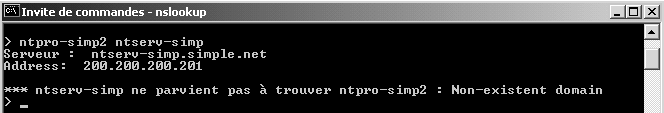 Invite de commandes - nslookup
> ntpro-simp2 ntserv-simp
Serveur :  ntserv-simp.simple.net
Address:  200.200.200.201
*** ntserv-simp ne parvient pas à trouver ntpro-simp2 : Non-existent domain
> _